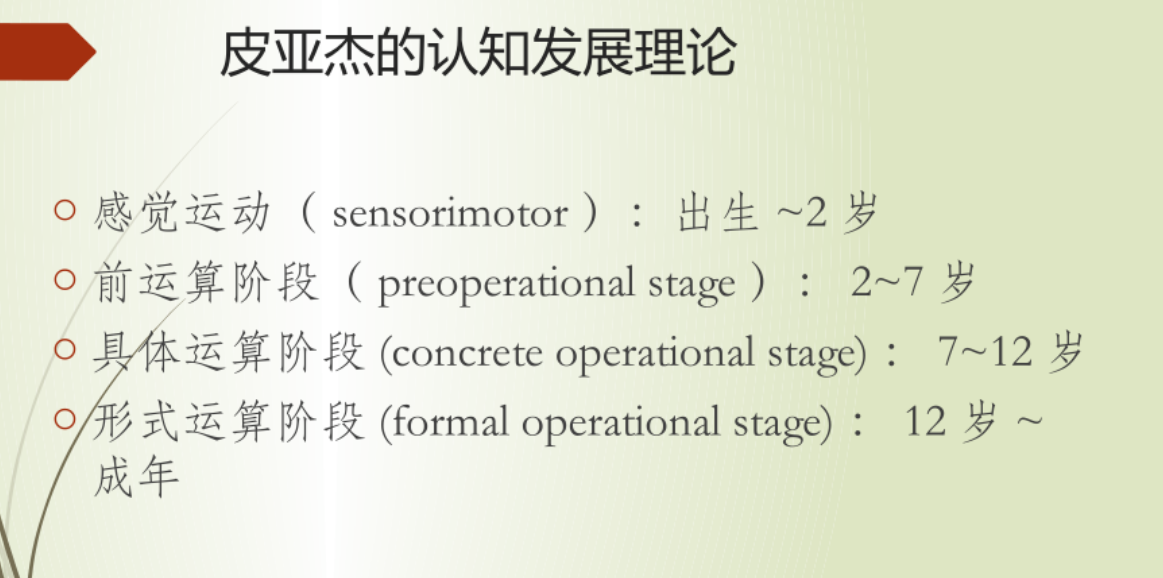 皮亚杰的认知发展理论
感觉运动（ sensorimotor ）： 出生 ~2 岁
前运算阶段（ preoperational stage ）： 2~7 岁
具体运算阶段 (concrete operational stage)： 7~12 岁
形式运算阶段 (formal operational stage)： 12 岁 ~
成年